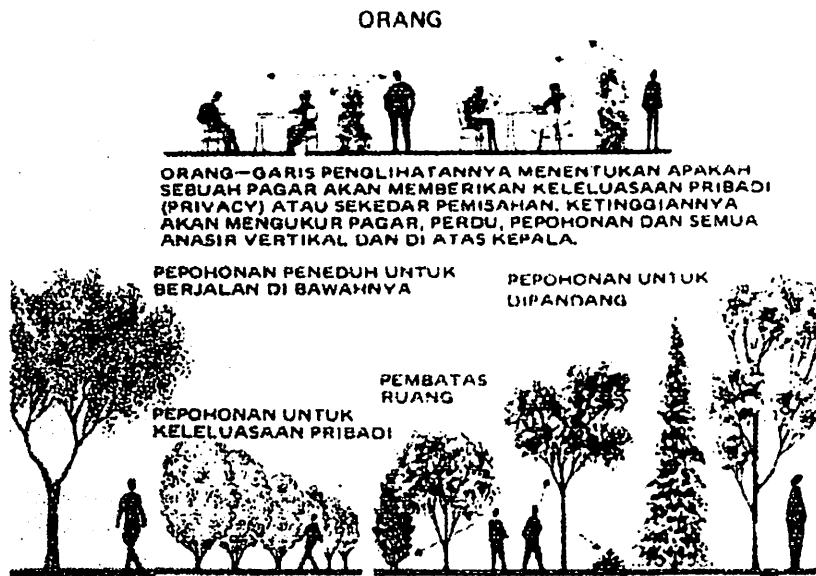 ORANG
ORANG—GARIS PENGLIHATANNYA MENENTUKAN APAKAH
SEBUAH PAGAR AKAN MEMBERIKAN KELELUASAAN PRIBADI
(PRIVACY) ATAU SEKEDAR PEMISAHAN. KETINGGIANNYA
AKAN MENGUKUR PAGAR, PERDU, PEPOHONAN DAN SEMUA
ANASIR VERTIKAL DAN DI ATAS KEPALA.
PEPOHONAN PENEDUH UNTUK
BERJALAN DI BAWAHNYA
PEPOHONAN UNTUK
DIPANDANG
PEMBATAS
RUANG
PEPOHONAN UNTUK
KELELUASAAN PRIBADI